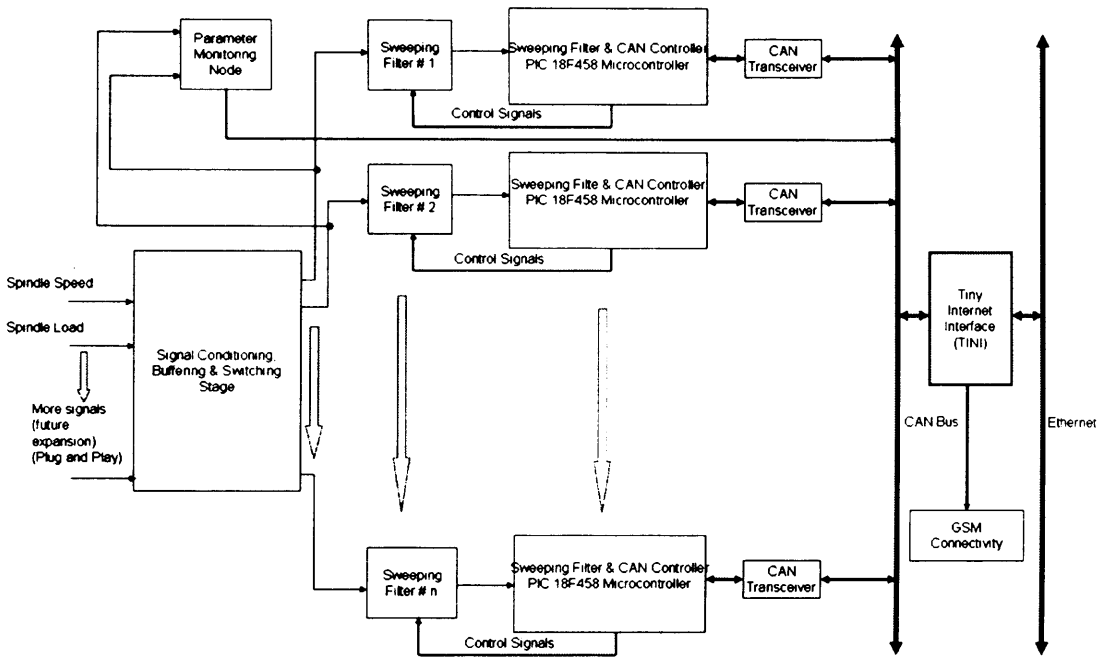 Parameter
Monitoring
Node
Sweeping
Filter # 1
Sweeping Filter & CAN Controller
PIC 18F458 Microcontroller
CAN
Transceiver
Control Signals
Sweeping
Filter # 2
Sweeping Filte & CAN Controller
PIC 18F458 Microcontroller
CAN
Transceiver
Control Signals
Spindle Speed
Spindle Load
More signals
(future
expansion)
(Plug and Play)
Signal Conditioning,
Buffering & Switching
Stage
Tiny
Internet
Interface
(TINI)
CAN Bus
Ethernet
GSM
Connectivity
Sweeping
Filter # n
Sweeping Filter & CAN Controller
PIC 18F458 Microcontroller
CAN
Transceiver
Control Signals